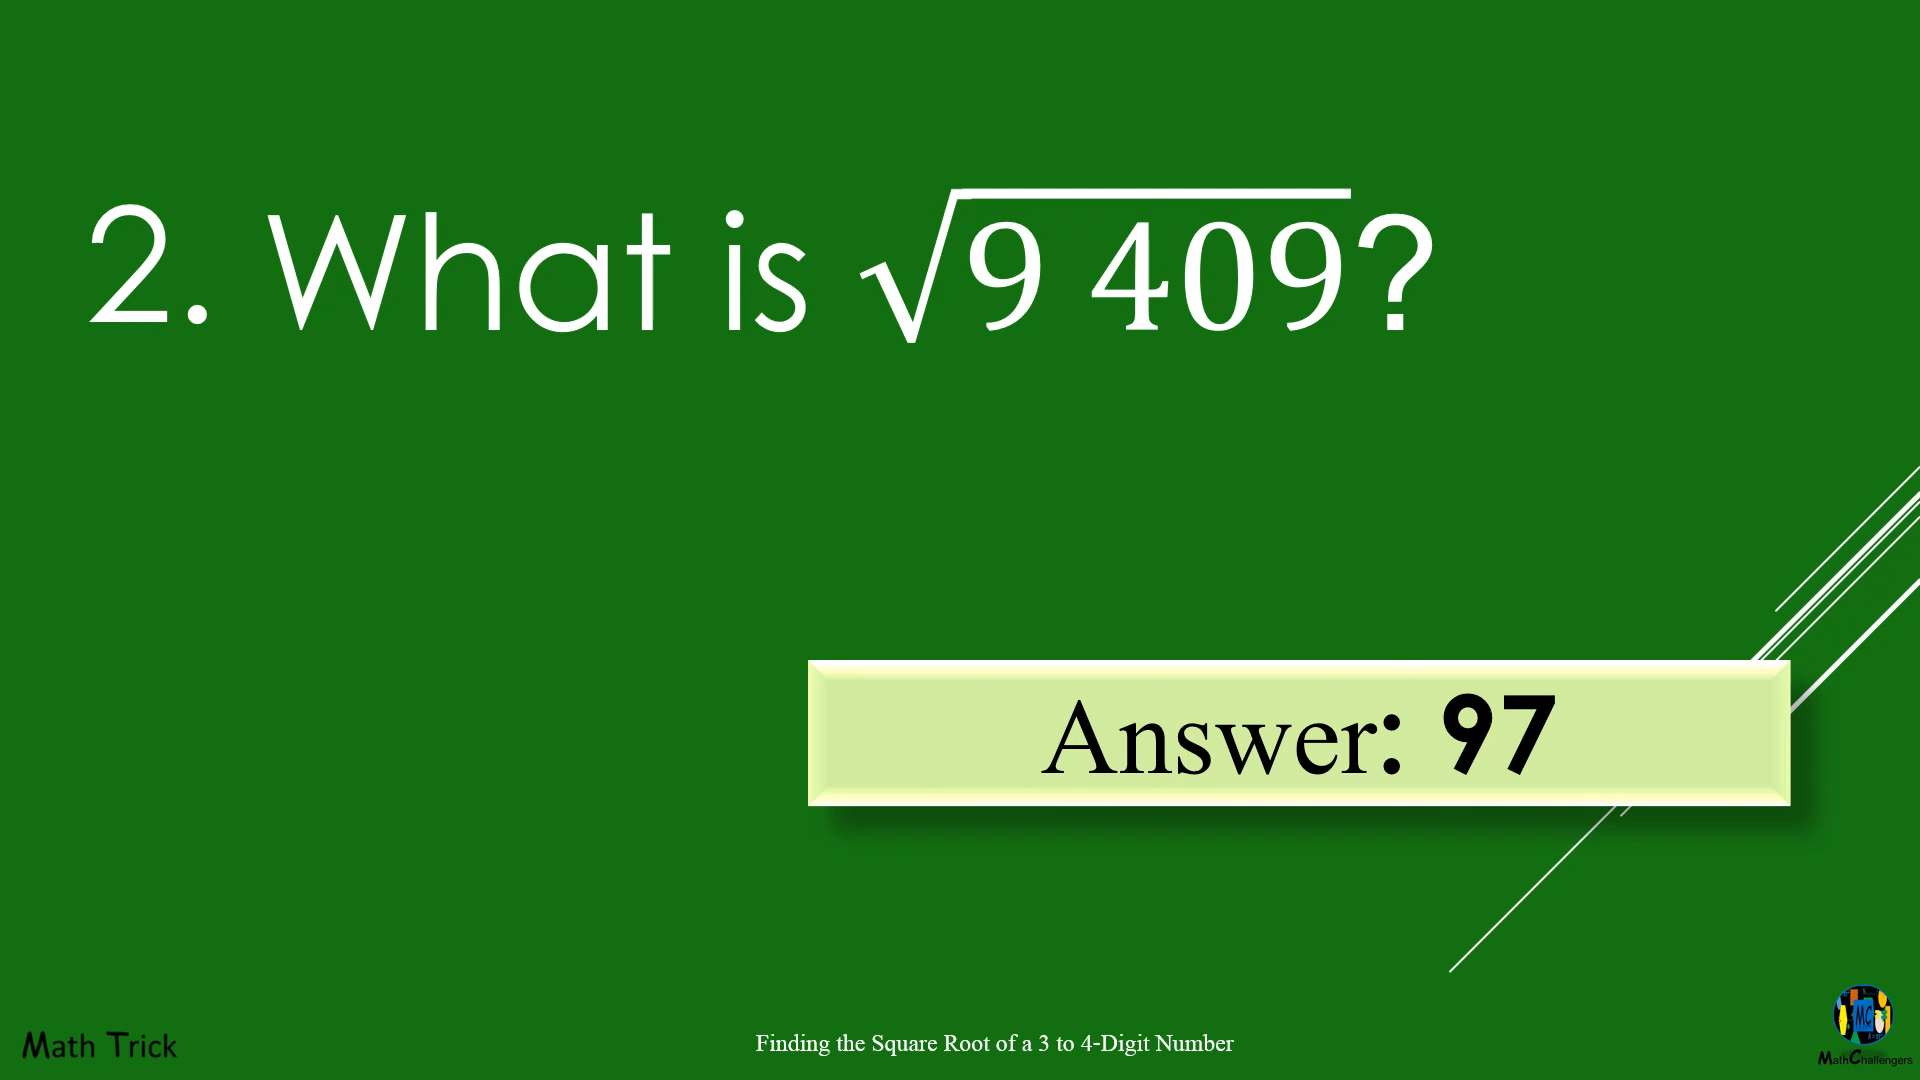 2. What is √9 409?
Answer: 97
Math Trick
Finding the Square Root of a 3 to 4-Digit Number
MC
MathChallengers